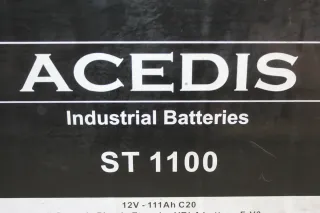 ACEDIS
Industrial Batteries
ST 1100
12V - 111Ah C20